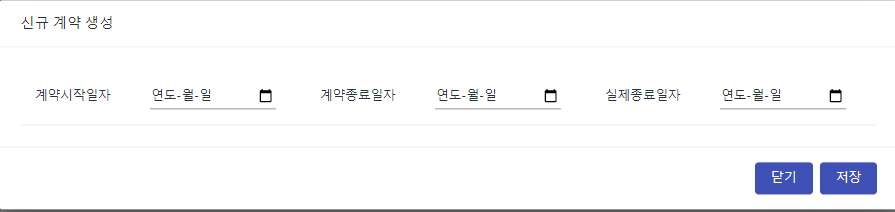 신규 계약 생성
계약시작일자 연도-월-일 계약종료일자 연도-월-일 실제종료일자 연도-월-일
닫기 저장